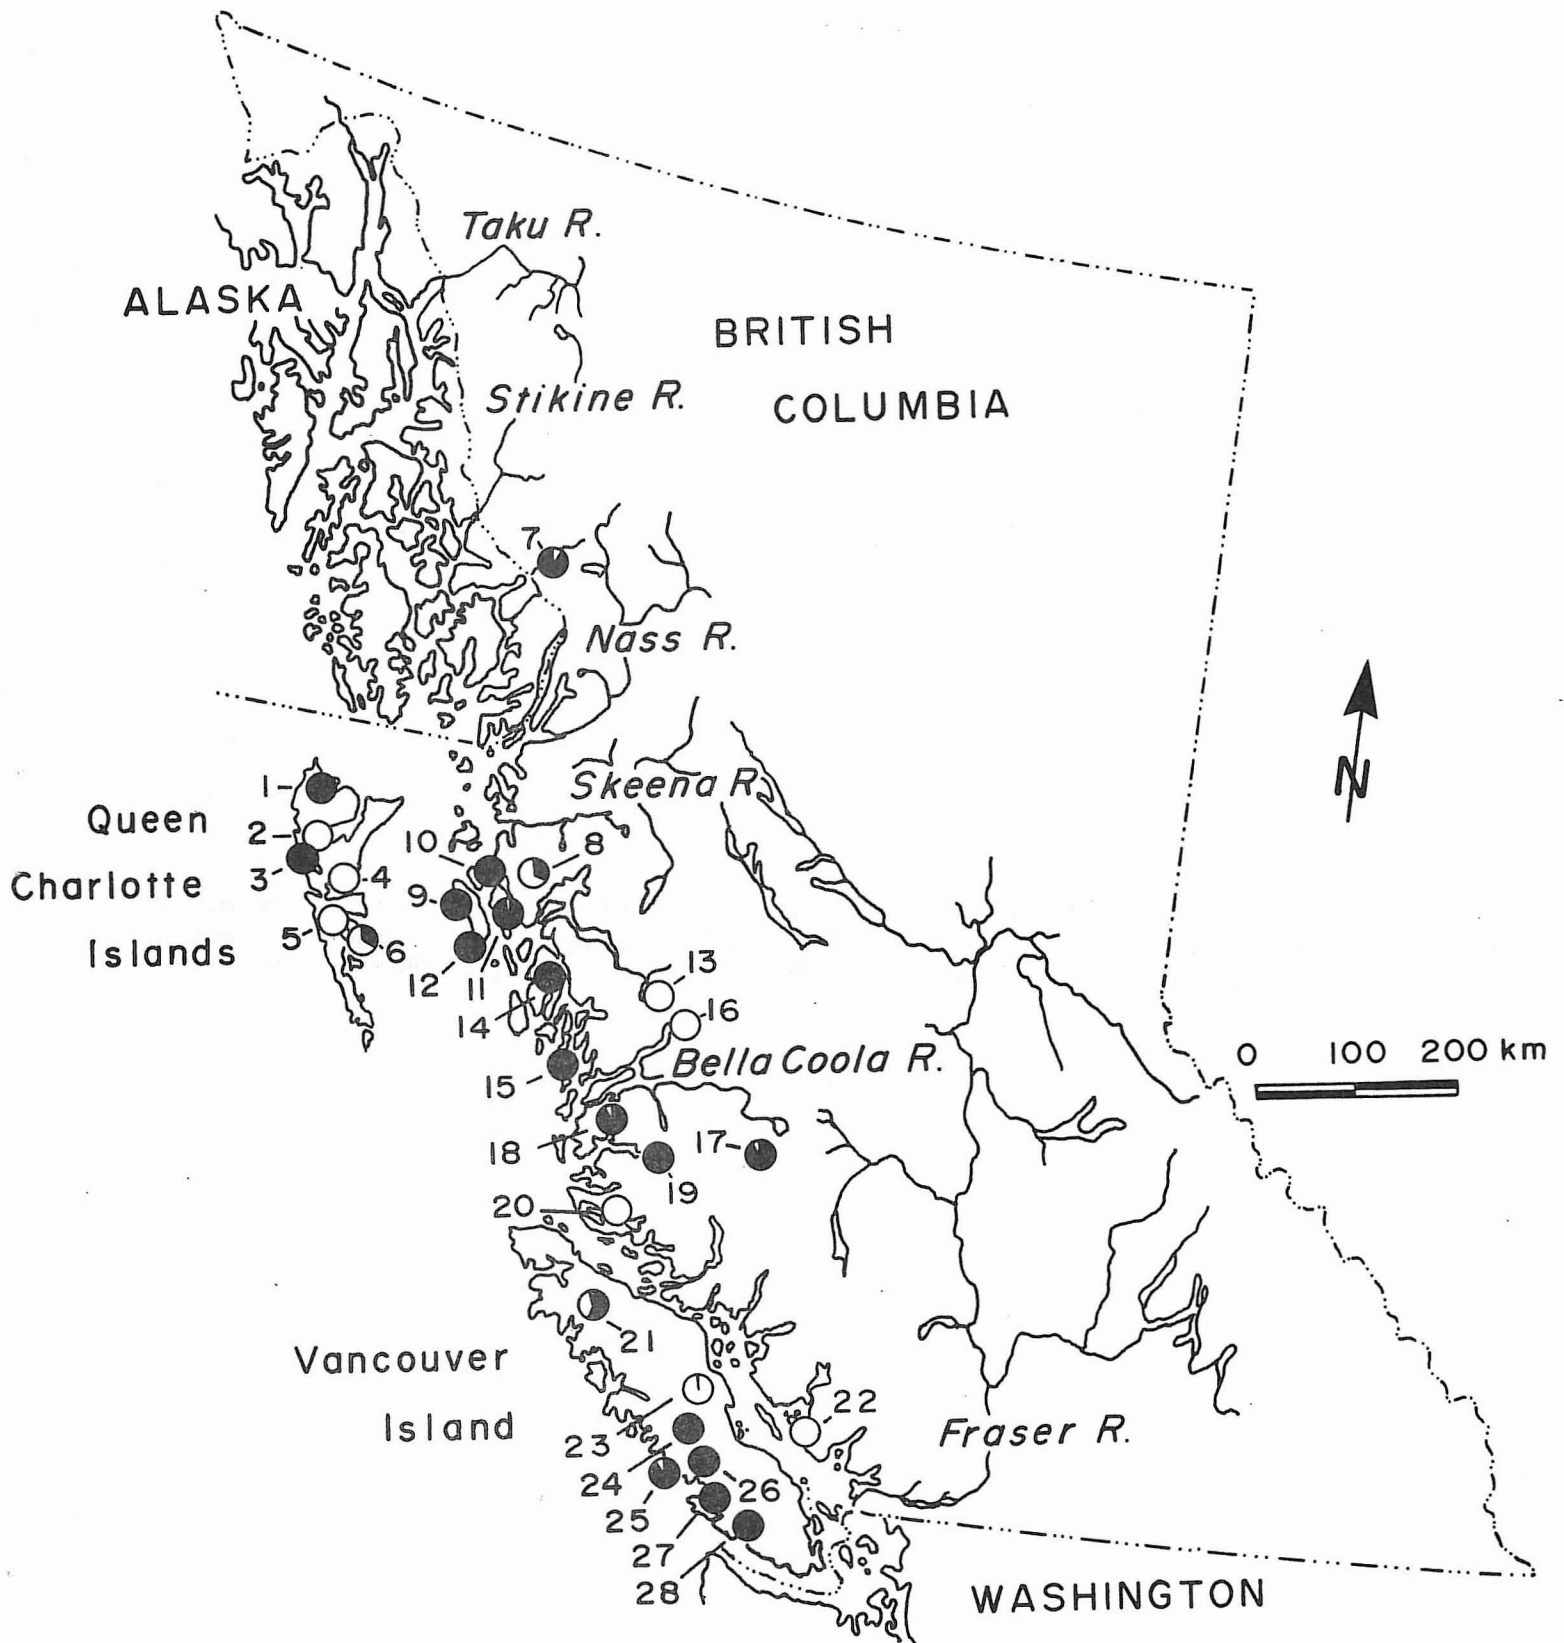 Taku R.
ALASKA
BRITISH
COLUMBIA
Stikine R.
7
Nass R.
N
Skeena R.
1
Queen
2
10
8
3
4
Charlotte
9
5
6
Islands
12
11
13
14
16
Bella Coola R.
0 100 200 km
15
18
17
19
20
21
Vancouver
Island
22
23
Fraser R.
24
26
25
27
28
WASHINGTON